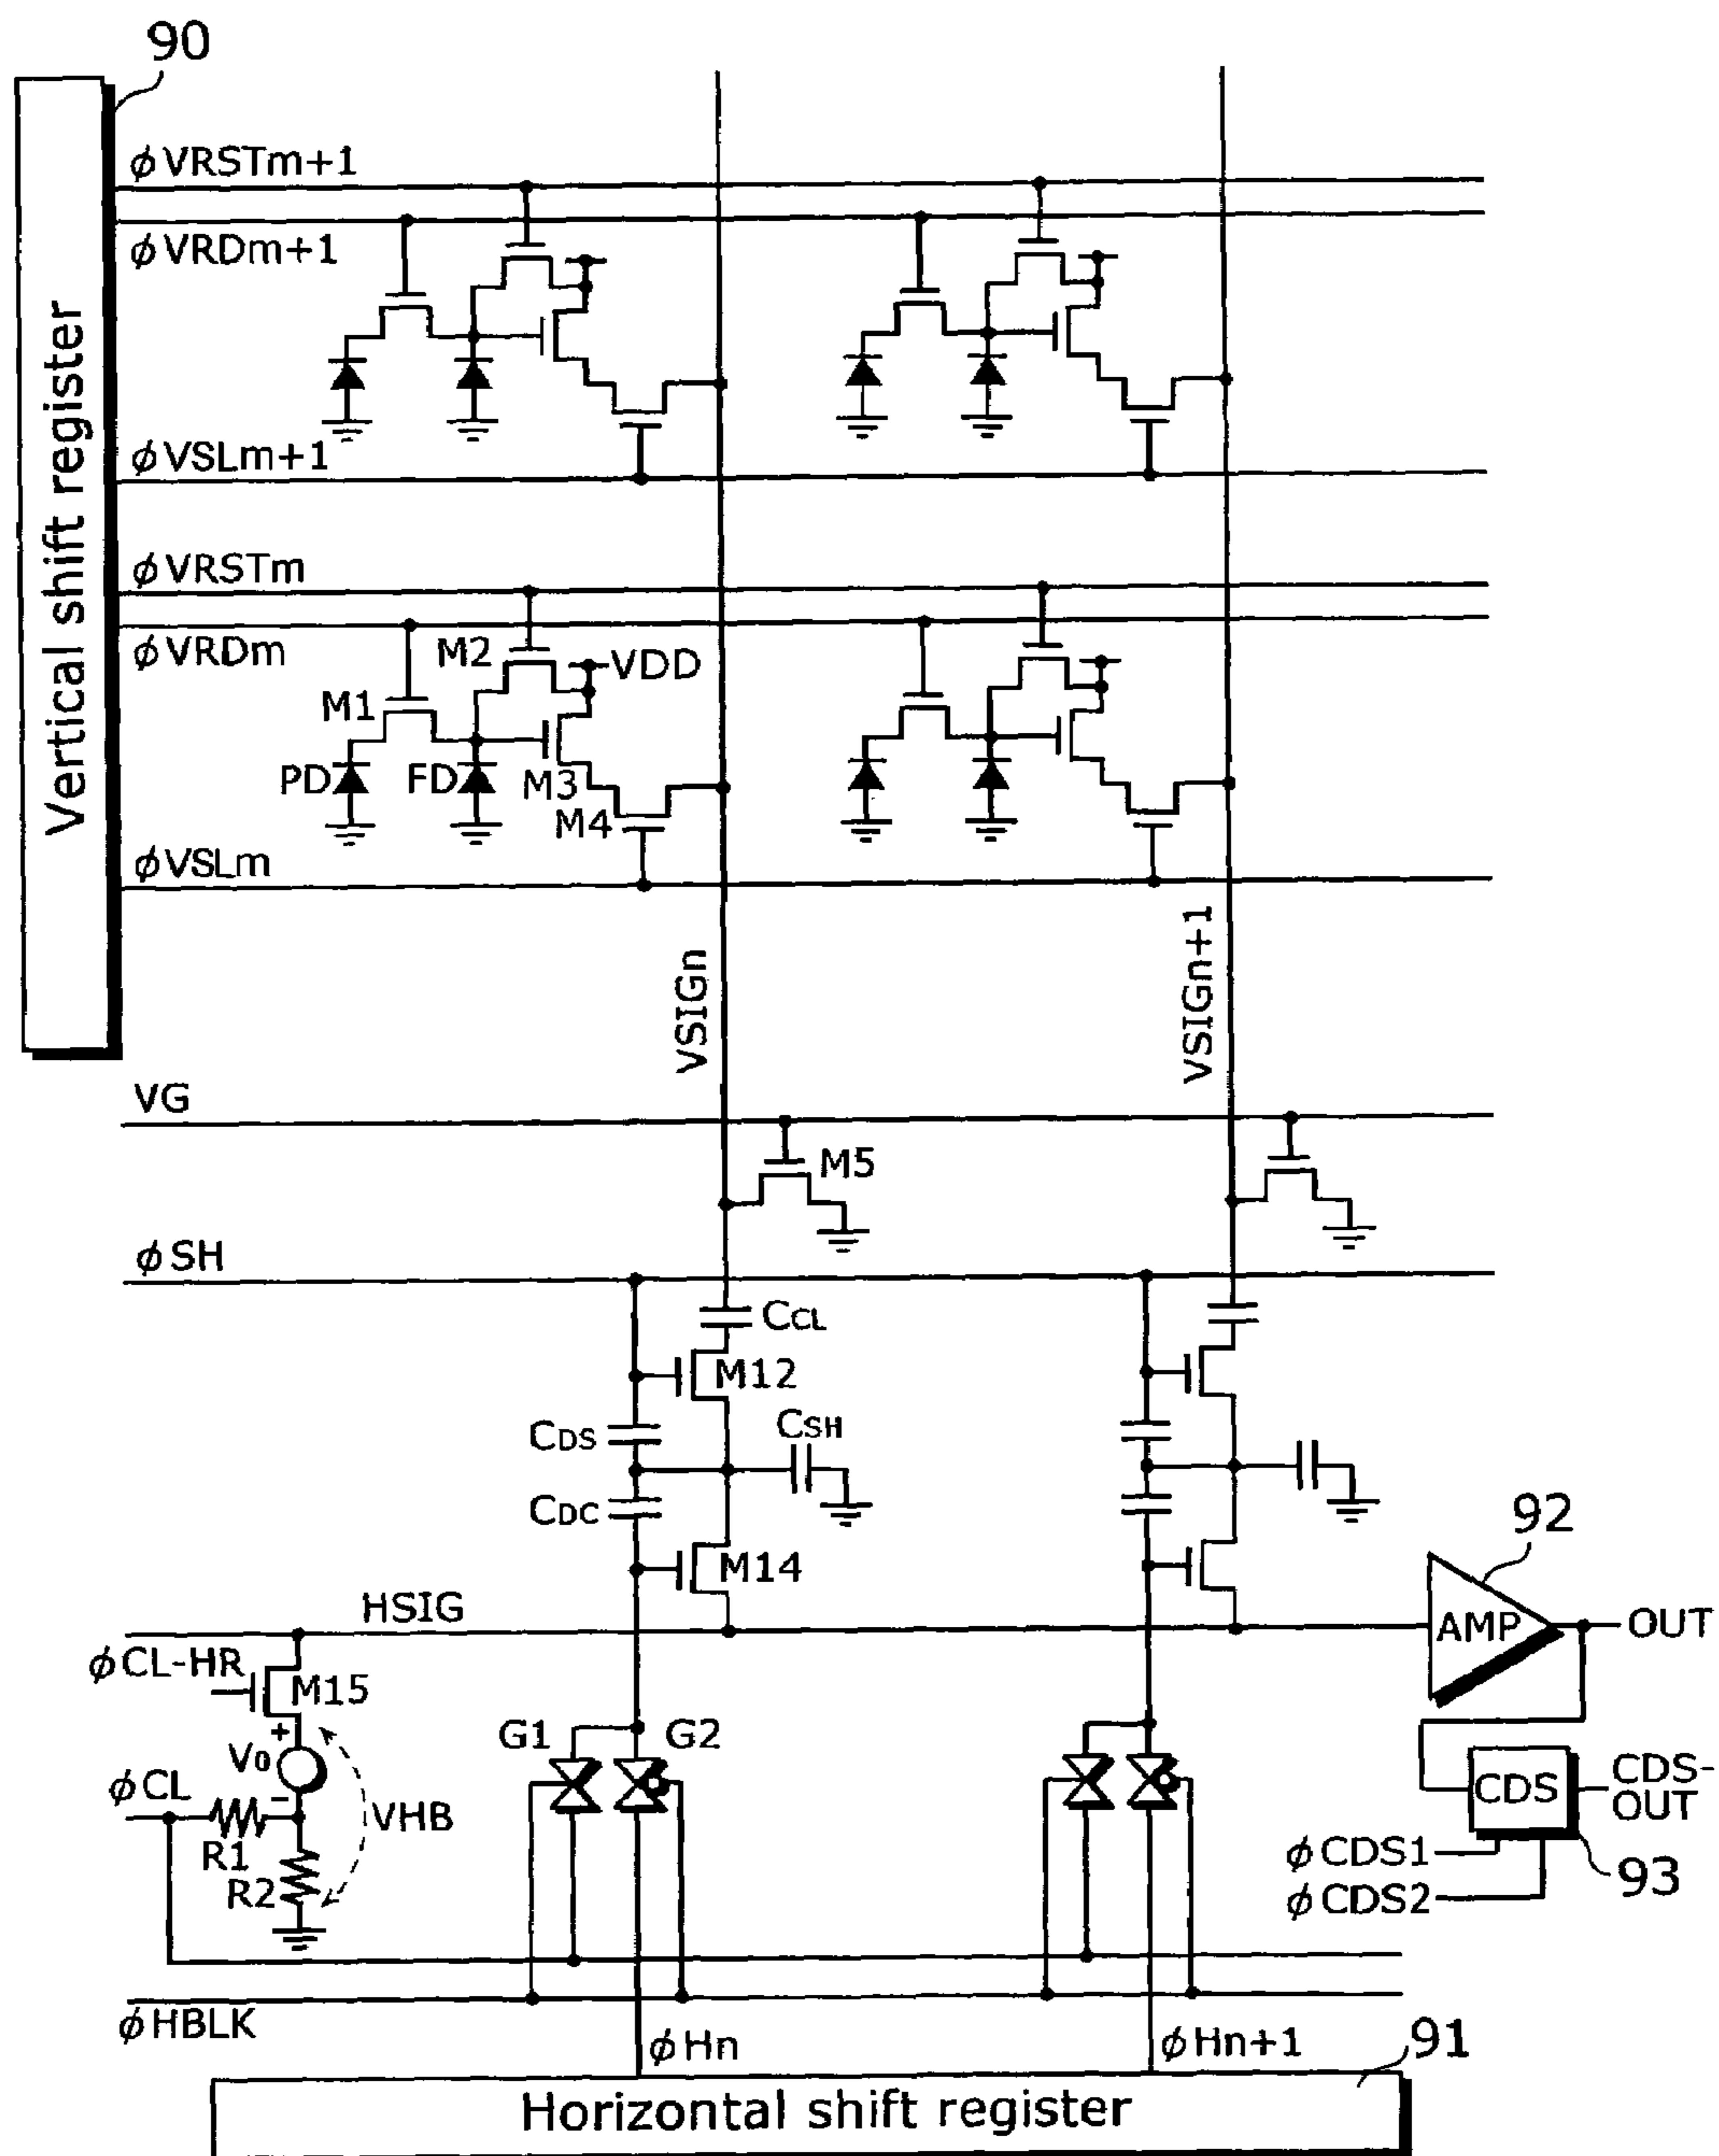 90
Vertical shift register
ϕVRSTm+1
ϕVRDm+1
ϕVSLm+1
ϕVRSTm
ϕVRDm
M2
VDD
M1
PD
FD
M3
M4
ϕVSLm
VSIGn
VSIGn+1
VG
M5
ϕSH
CCL
M12
CDS
CSH
CDC
M14
92
HSIG
AMP
OUT
ϕCL-HR
M15
+
V0
-
G1
G2
ϕCL
VHB
R1
R2
CDS
CDS-
OUT
ϕCDS1
ϕCDS2
93
ϕHBLK
ϕHn
ϕHn+1
91
Horizontal shift register